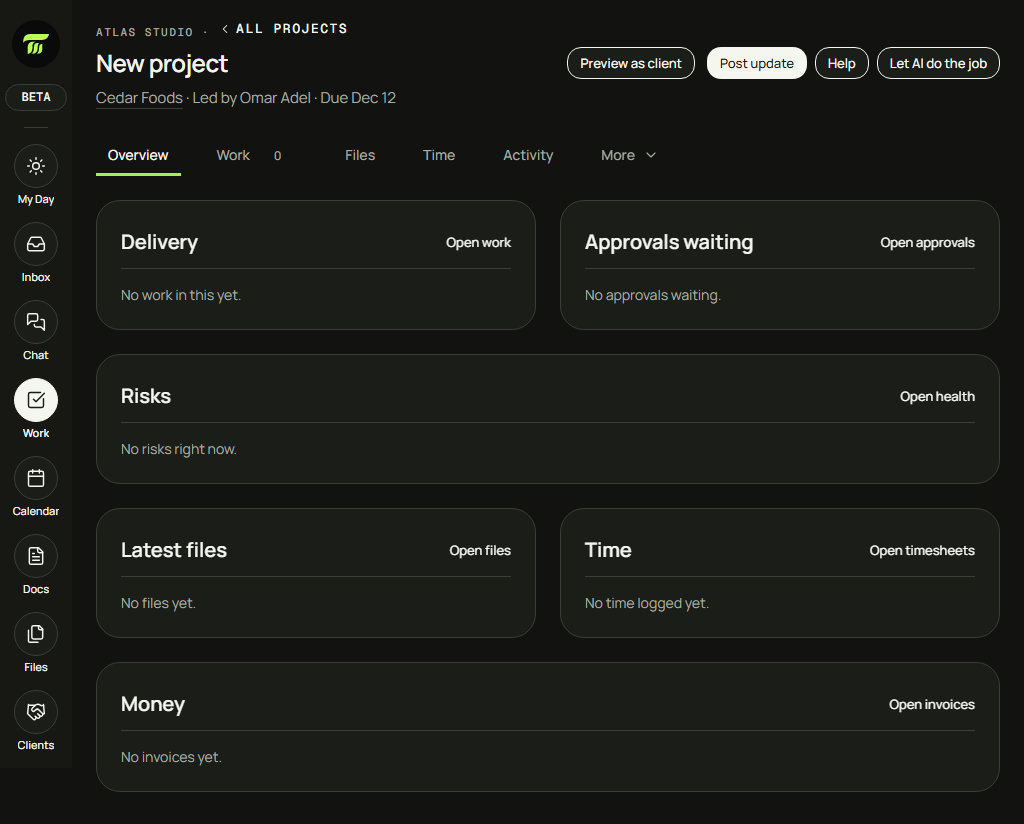 ATLAS STUDIO · ALL PROJECTS
New project
Cedar Foods · Led by Omar Adel · Due Dec 12
Preview as client
Post update
Help
Let AI do the job
BETA
My Day
Inbox
Chat
Work
Calendar
Docs
Files
Clients
Overview
Work 0
Files
Time
Activity
More
Delivery
Open work
No work in this yet.
Approvals waiting
Open approvals
No approvals waiting.
Risks
Open health
No risks right now.
Latest files
Open files
No files yet.
Time
Open timesheets
No time logged yet.
Money
Open invoices
No invoices yet.